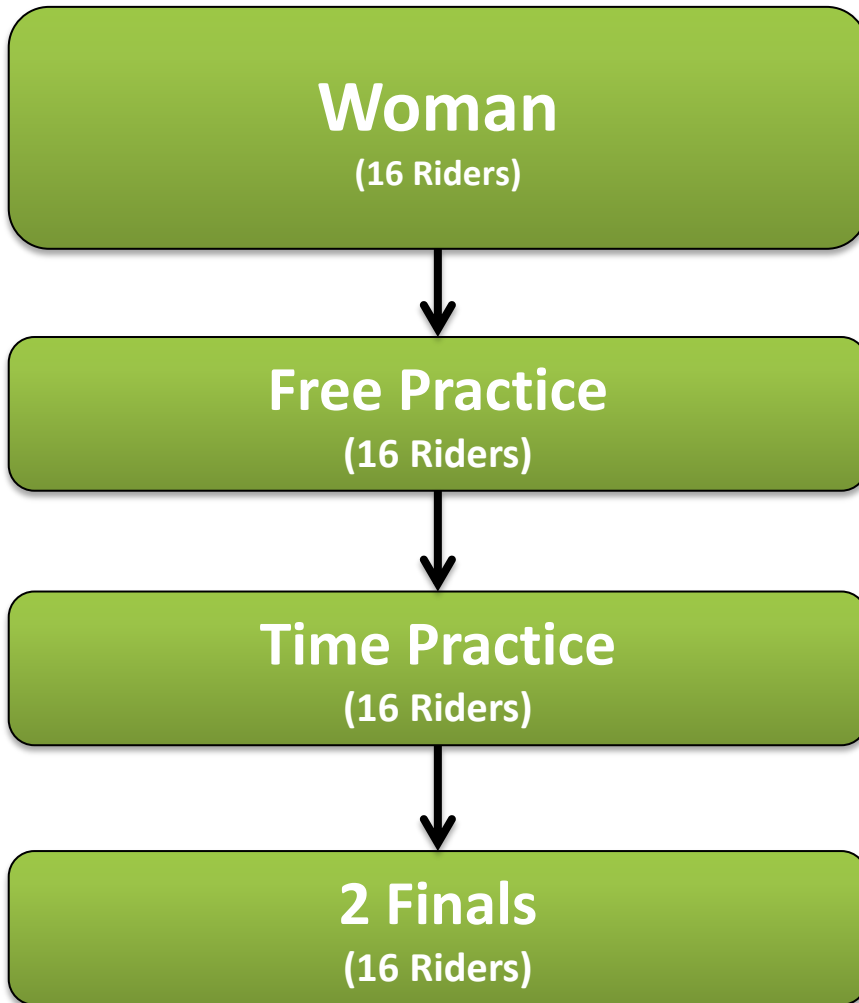 Woman
(16 Riders)
Free Practice
(16 Riders)
Time Practice
(16 Riders)
2 Finals
(16 Riders)